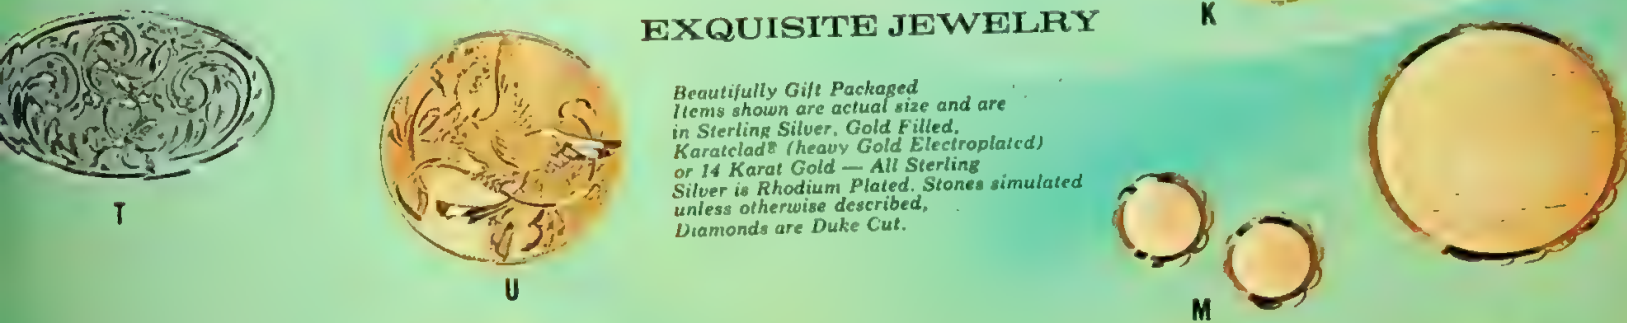 EXQUISITE JEWELRY
K
Beautifully Gift Packaged
Items shown are actual size and are
in Sterling Silver, Gold Filled,
Karatclad® (heavy Gold Electroplated)
or 14 Karat Gold — All Sterling
Silver is Rhodium Plated. Stones simulated
unless otherwise described,
Diamonds are Duke Cut.
T
U
M